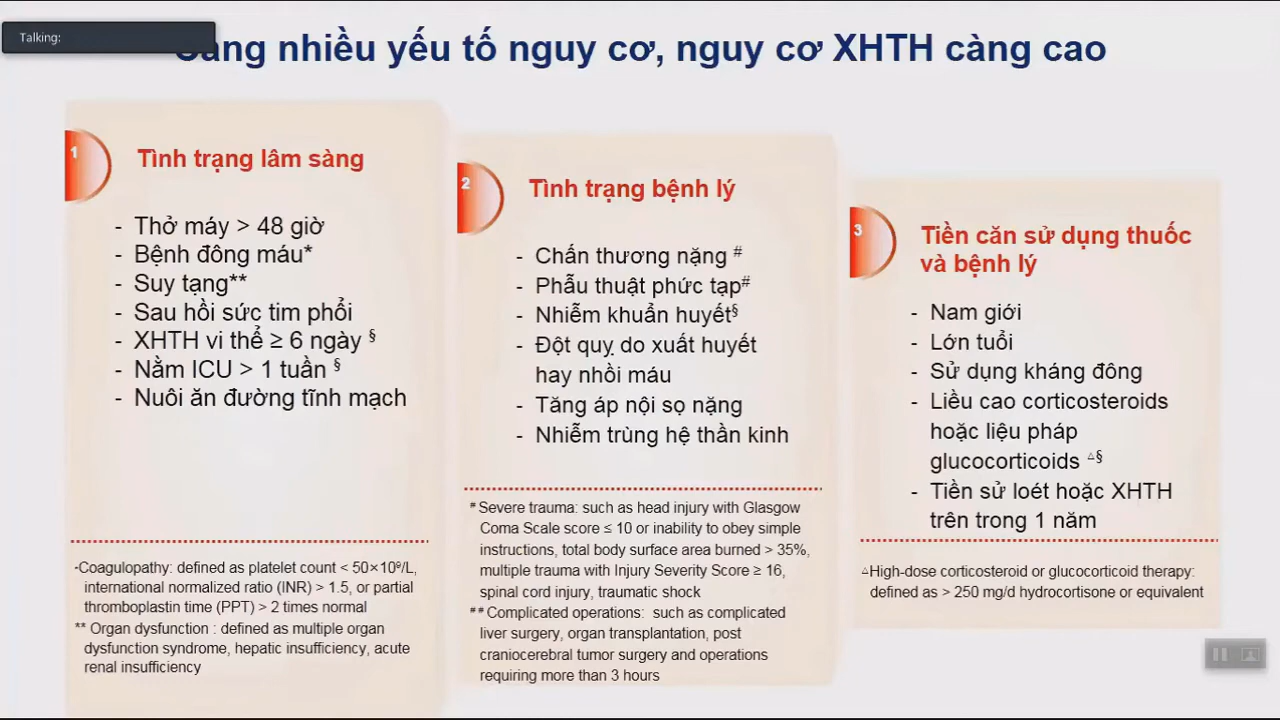 Talking:
nhiều yếu tố nguy cơ, nguy cơ XHTH càng cao
1
Tình trạng lâm sàng
- Thở máy > 48 giờ
- Bệnh đông máu*
- Suy tạng**
- Sau hồi sức tim phổi
- XHTH vi thể ≥ 6 ngày §
- Nằm ICU > 1 tuần §
- Nuôi ăn đường tĩnh mạch
-Coagulopathy: defined as platelet count < 50×10⁹/L,
international normalized ratio (INR) > 1.5, or partial
thromboplastin time (PPT) > 2 times normal
** Organ dysfunction : defined as multiple organ
dysfunction syndrome, hepatic insufficiency, acute
renal insufficiency
2
Tình trạng bệnh lý
- Chấn thương nặng #
- Phẫu thuật phức tạp#
- Nhiễm khuẩn huyết§
- Đột quỵ do xuất huyết
hay nhồi máu
- Tăng áp nội sọ nặng
- Nhiễm trùng hệ thần kinh
# Severe trauma: such as head injury with Glasgow
Coma Scale score ≤ 10 or inability to obey simple
instructions, total body surface area burned > 35%,
multiple trauma with Injury Severity Score ≥ 16,
spinal cord injury, traumatic shock
## Complicated operations: such as complicated
liver surgery, organ transplantation, post
craniocerebral tumor surgery and operations
requiring more than 3 hours
3
Tiền căn sử dụng thuốc
và bệnh lý
- Nam giới
- Lớn tuổi
- Sử dụng kháng đông
- Liều cao corticosteroids
hoặc liệu pháp
glucocorticoids △§
- Tiền sử loét hoặc XHTH
trên trong 1 năm
△High-dose corticosteroid or glucocorticoid therapy:
defined as > 250 mg/d hydrocortisone or equivalent